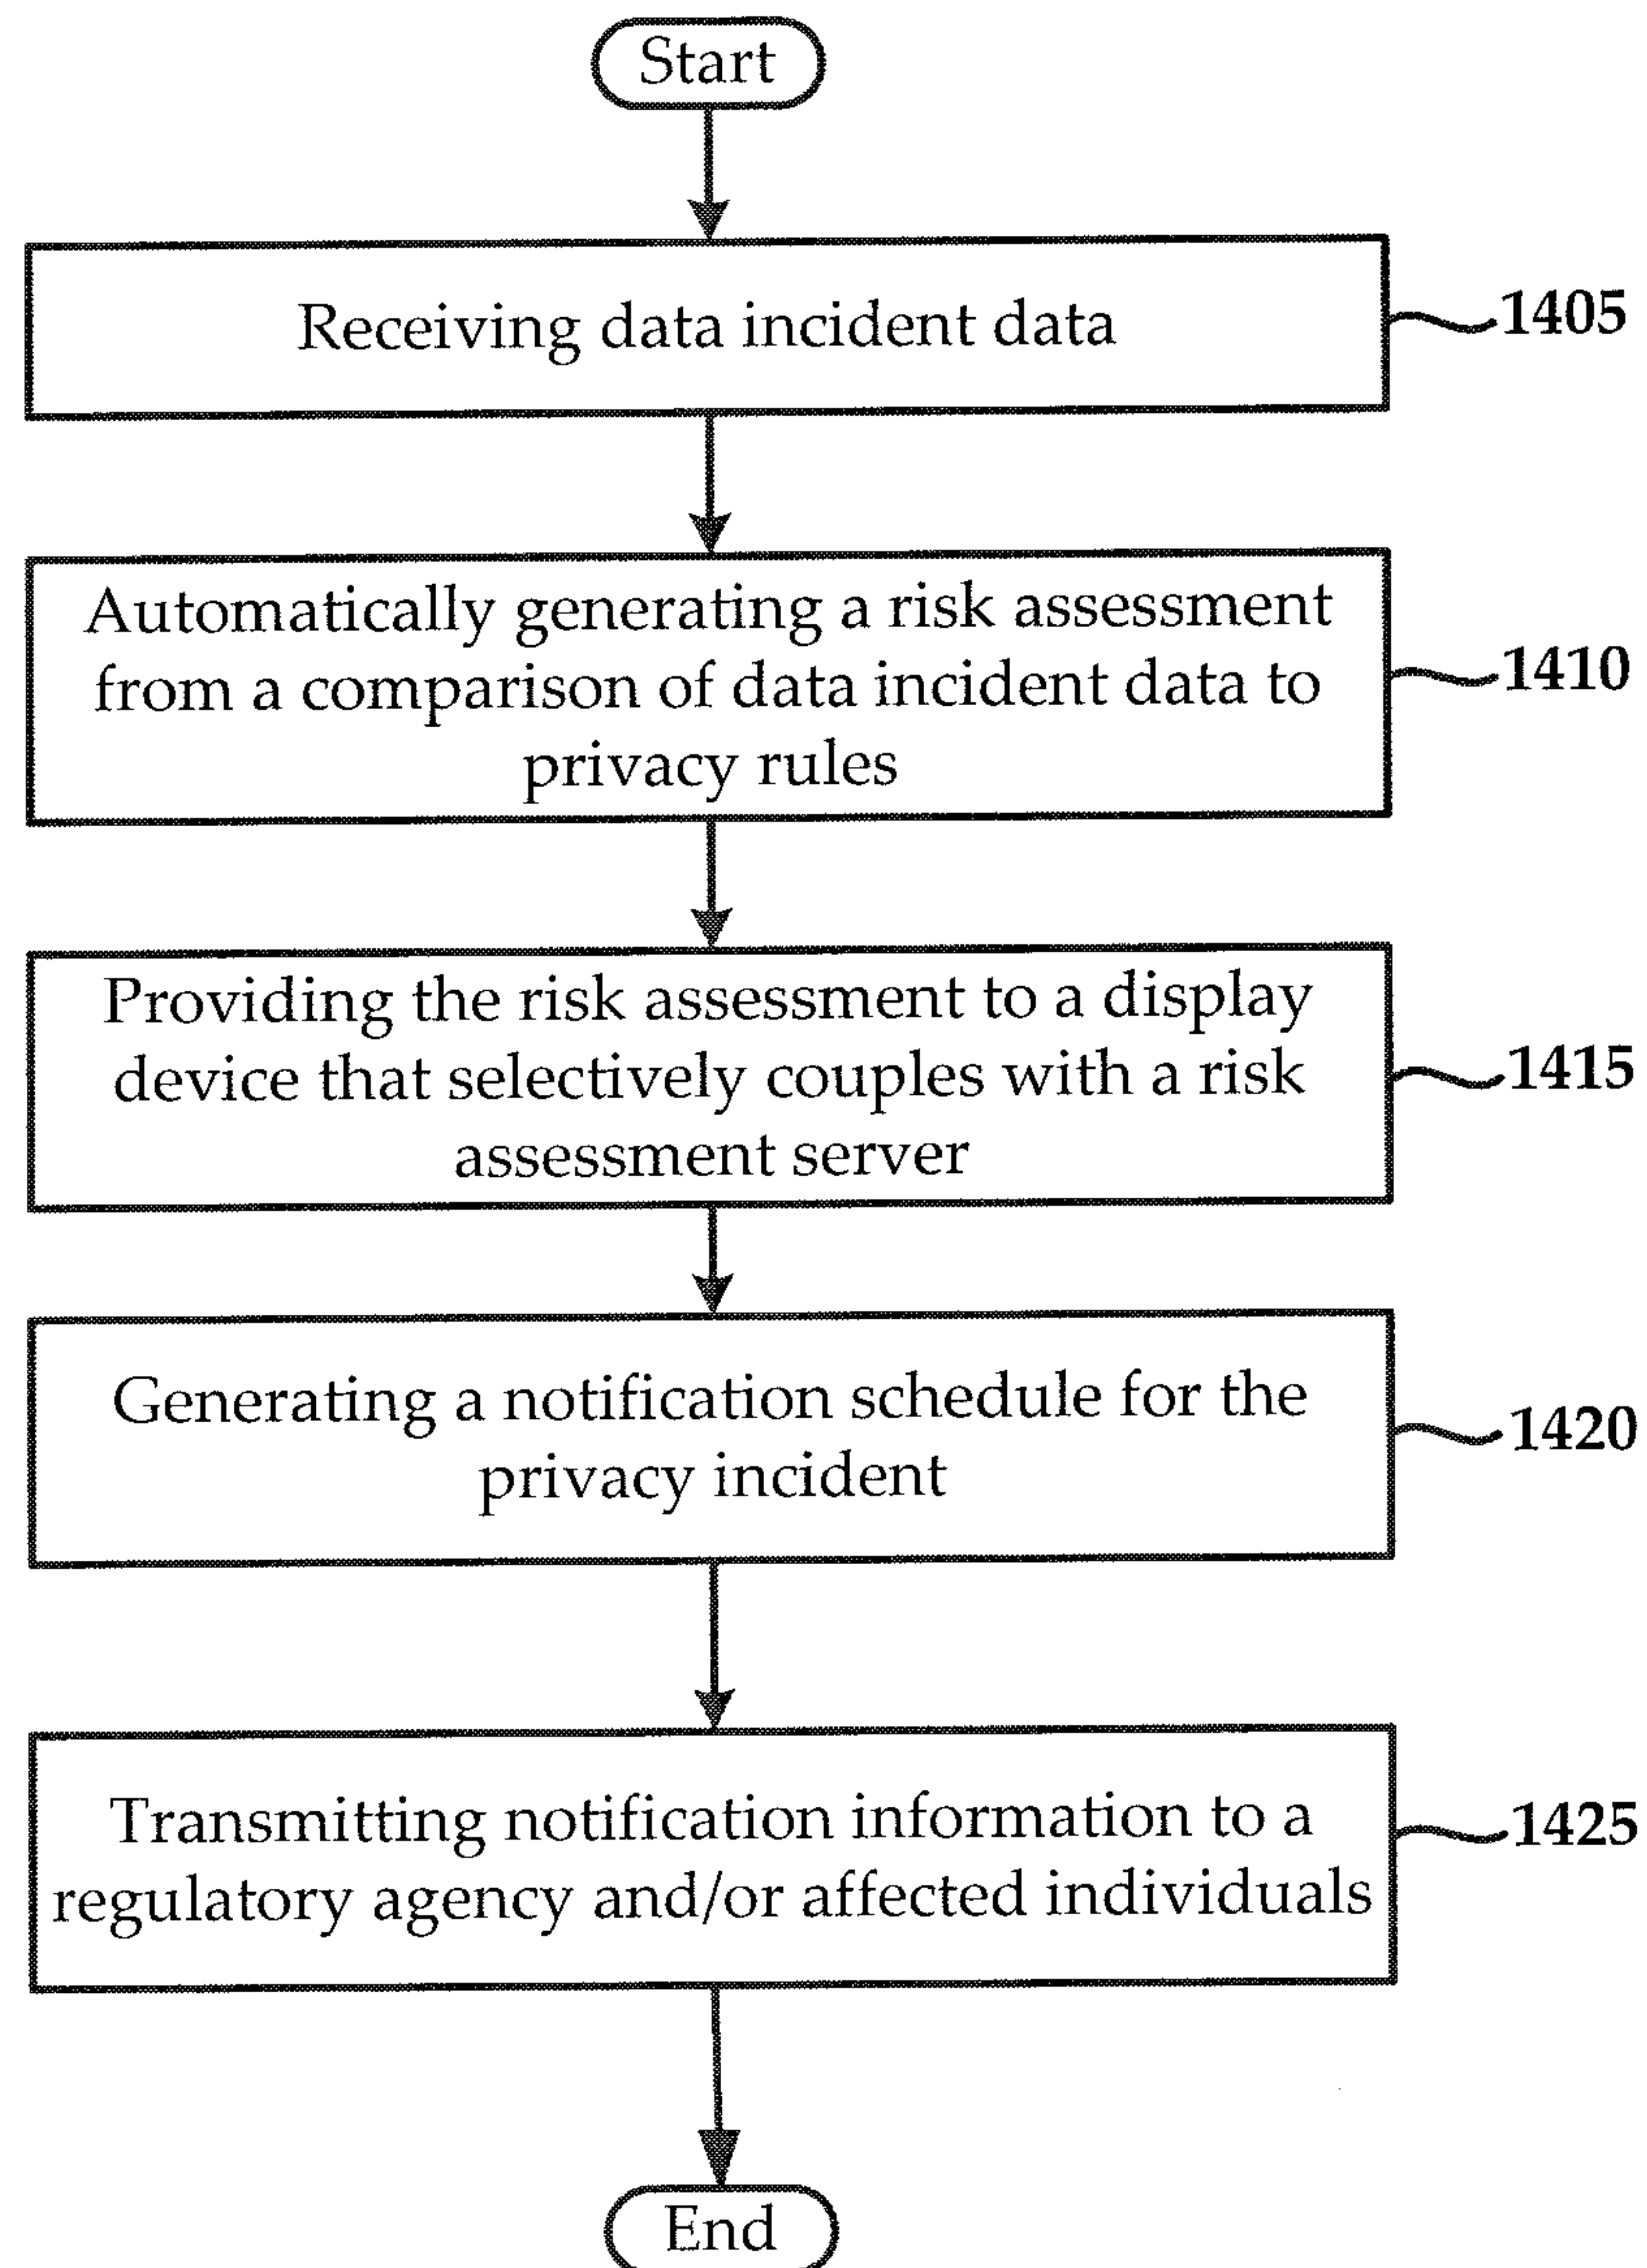 Start
Receiving data incident data
1405
Automatically generating a risk assessment
from a comparison of data incident data to
privacy rules
1410
Providing the risk assessment to a display
device that selectively couples with a risk
assessment server
1415
Generating a notification schedule for the
privacy incident
1420
Transmitting notification information to a
regulatory agency and/or affected individuals
1425
End